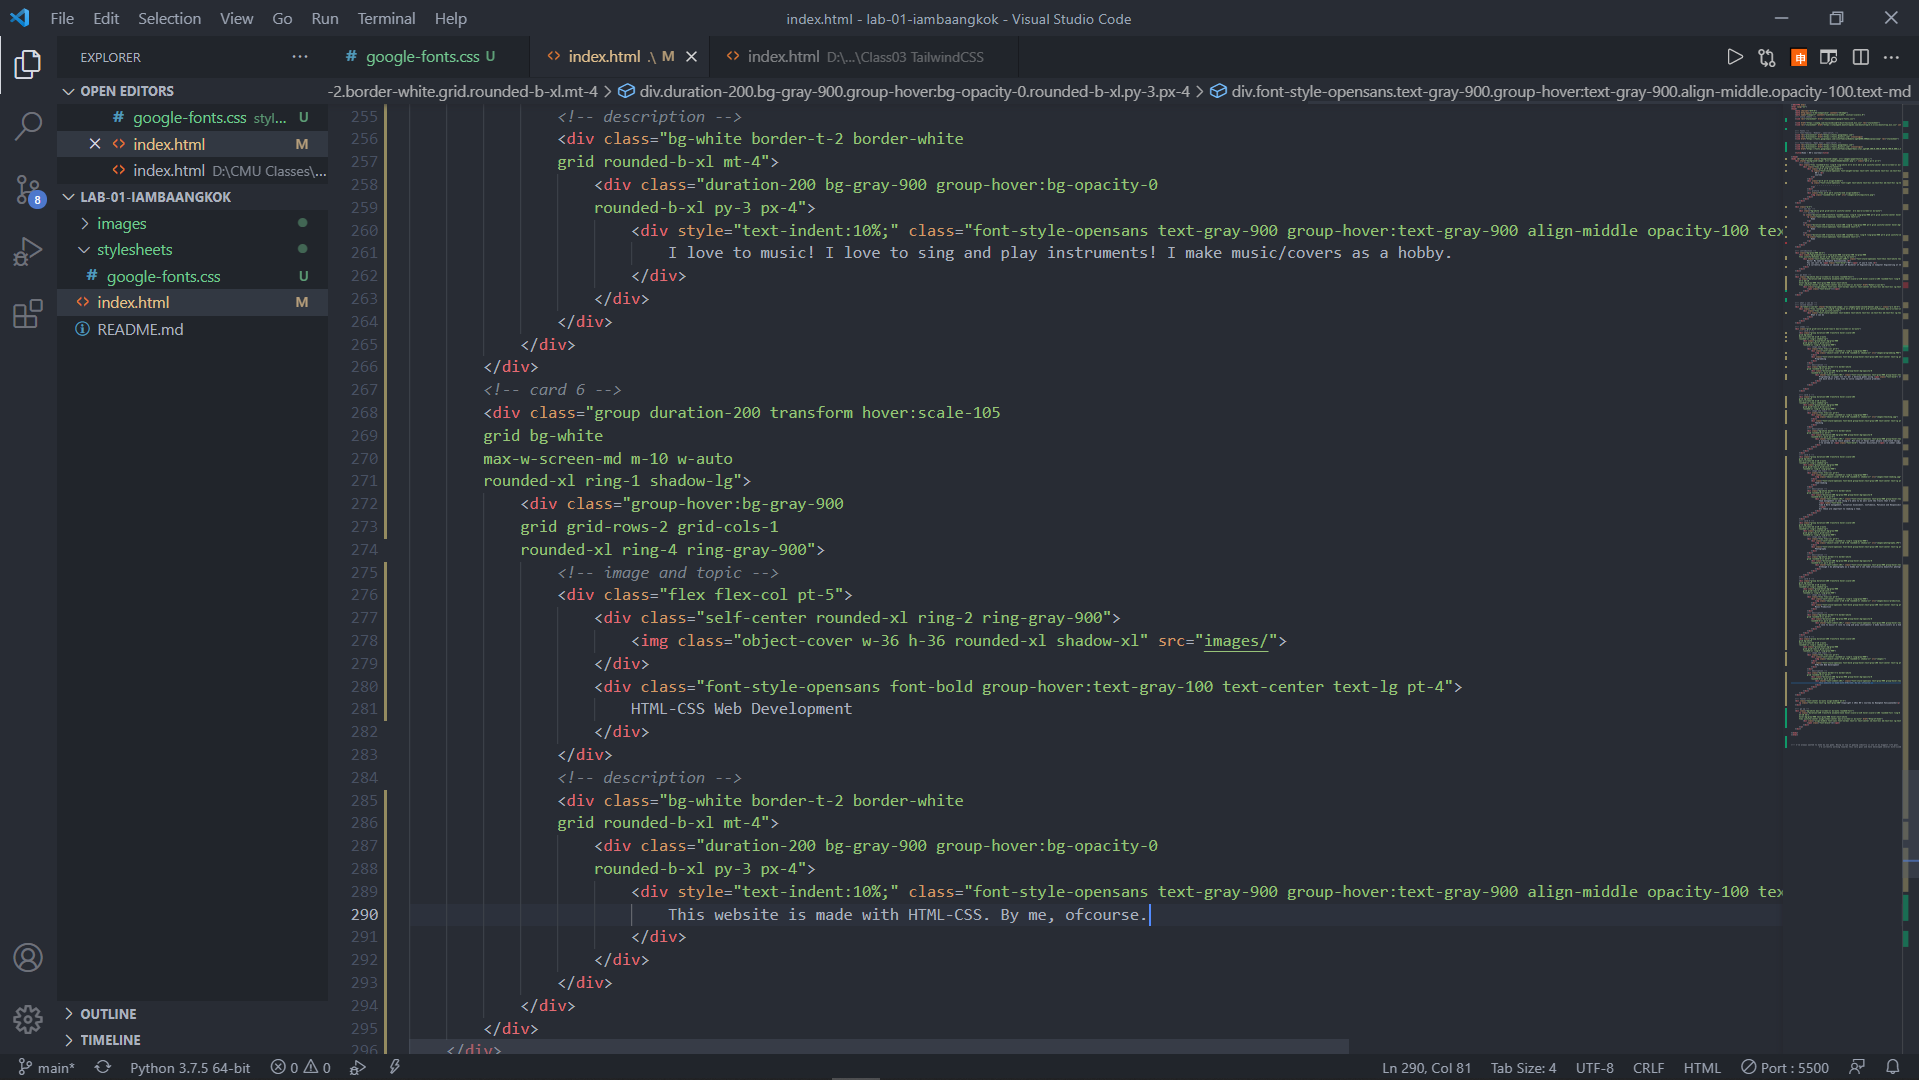 File Edit Selection View Go Run Terminal Help
index.html - lab-01-iambaangkok - Visual Studio Code
EXPLORER
# google-fonts.css U
<> index.html .\ M
<> index.html D:\...\Class03 TailwindCSS
OPEN EDITORS
# google-fonts.css styl... U
<> index.html M
<> index.html D:\CMU Classes\...
LAB-01-IAMBAANGKOK
images
stylesheets
# google-fonts.css U
<> index.html M
README.md
8
-2.border-white.grid.rounded-b-xl.mt-4 > div.duration-200.bg-gray-900.group-hover:bg-opacity-0.rounded-b-xl.py-3.px-4 > div.font-style-opensans.text-gray-900.group-hover:text-gray-900.align-middle.opacity-100.text-md
255 <!-- description -->
256 <div class="bg-white border-t-2 border-white
257 grid rounded-b-xl mt-4">
258 <div class="duration-200 bg-gray-900 group-hover:bg-opacity-0
259 rounded-b-xl py-3 px-4">
260 <div style="text-indent:10%;" class="font-style-opensans text-gray-900 group-hover:text-gray-900 align-middle opacity-100 tex
261 I love to music! I love to sing and play instruments! I make music/covers as a hobby.
262 </div>
263 </div>
264 </div>
265 </div>
266 </div>
267 <!-- card 6 -->
268 <div class="group duration-200 transform hover:scale-105
269 grid bg-white
270 max-w-screen-md m-10 w-auto
271 rounded-xl ring-1 shadow-lg">
272 <div class="group-hover:bg-gray-900
273 grid grid-rows-2 grid-cols-1
274 rounded-xl ring-4 ring-gray-900">
275 <!-- image and topic -->
276 <div class="flex flex-col pt-5">
277 <div class="self-center rounded-xl ring-2 ring-gray-900">
278 <img class="object-cover w-36 h-36 rounded-xl shadow-xl" src="images/">
279 </div>
280 <div class="font-style-opensans font-bold group-hover:text-gray-100 text-center text-lg pt-4">
281 HTML-CSS Web Development
282 </div>
283 </div>
284 <!-- description -->
285 <div class="bg-white border-t-2 border-white
286 grid rounded-b-xl mt-4">
287 <div class="duration-200 bg-gray-900 group-hover:bg-opacity-0
288 rounded-b-xl py-3 px-4">
289 <div style="text-indent:10%;" class="font-style-opensans text-gray-900 group-hover:text-gray-900 align-middle opacity-100 tex
290 This website is made with HTML-CSS. By me, ofcourse.
291 </div>
292 </div>
293 </div>
294 </div>
295 </div>
296 </div>
OUTLINE
TIMELINE
main* Python 3.7.5 64-bit 0 0
Ln 290, Col 81 Tab Size: 4 UTF-8 CRLF HTML Port : 5500